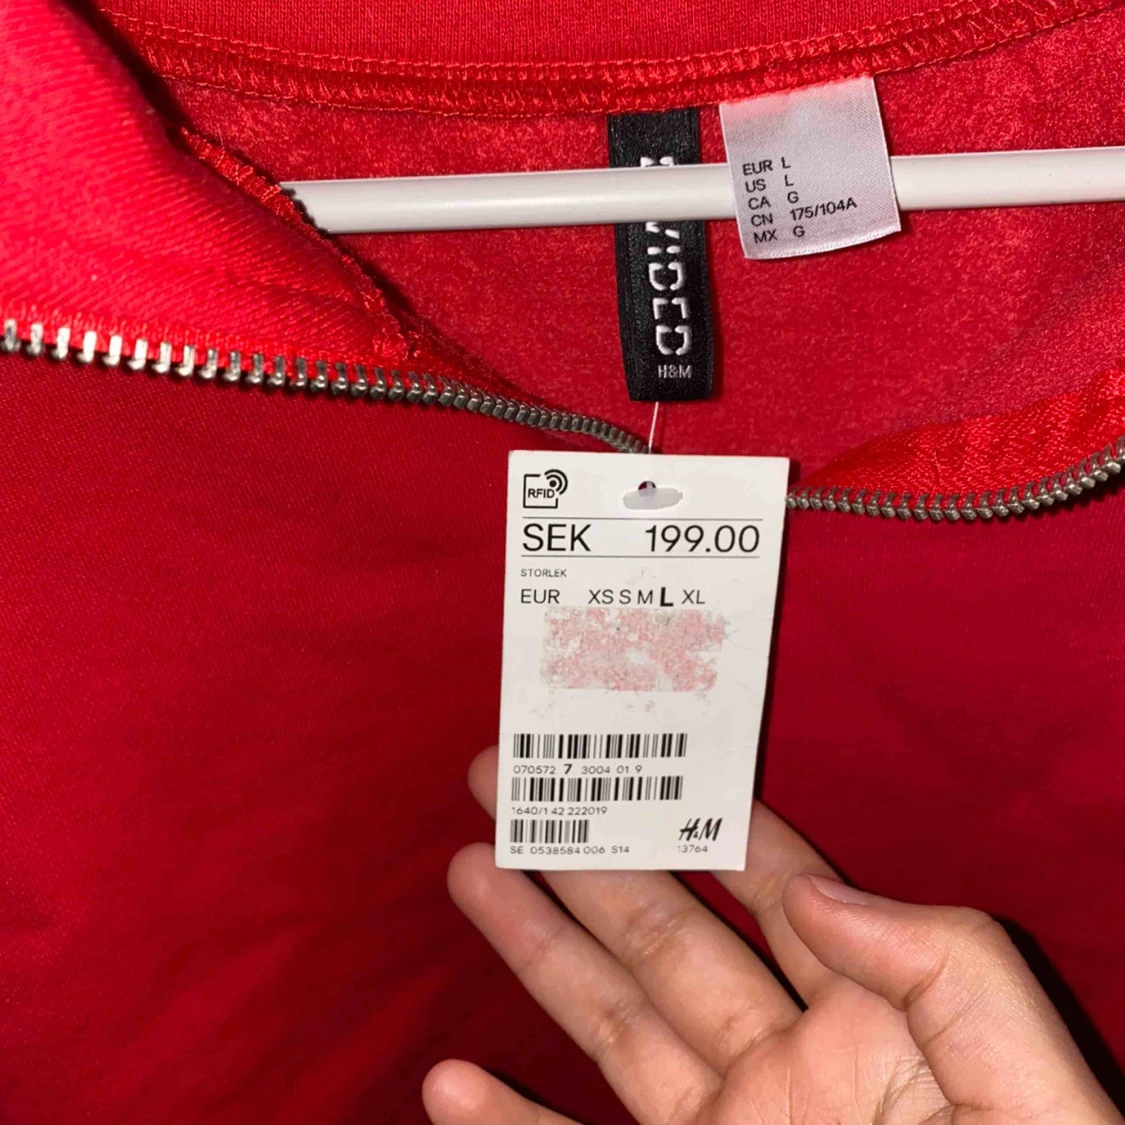 EUR L
US L
CA G
CN 175/104A
MX G
H&M
RFID
SEK 199.00
STORLEK
EUR XS S M L XL
070572 7 3004 01 9
1640/1 42 222019
H&M
SE 0538584 006 S14 13764